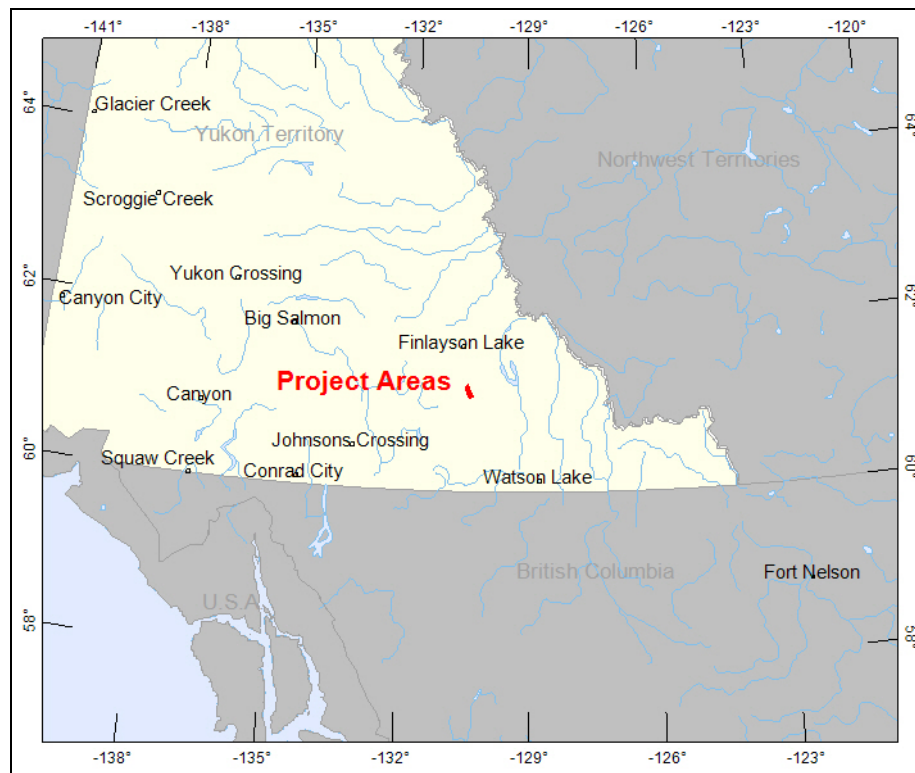 -141° -138° -135° -132° -129° -126° -123° -120°
64° Glacier Creek
Yukon Territory 64°
Northwest Territories
Scroggie Creek
Yukon Crossing
62° Canyon City 62°
Big Salmon
Finlayson Lake
Project Areas
Canyon
Johnsons Crossing
60° Squaw Creek 60°
Conrad City Watson Lake
British Columbia Fort Nelson
U.S.A
58° 58°
-138° -135° -132° -129° -126° -123°